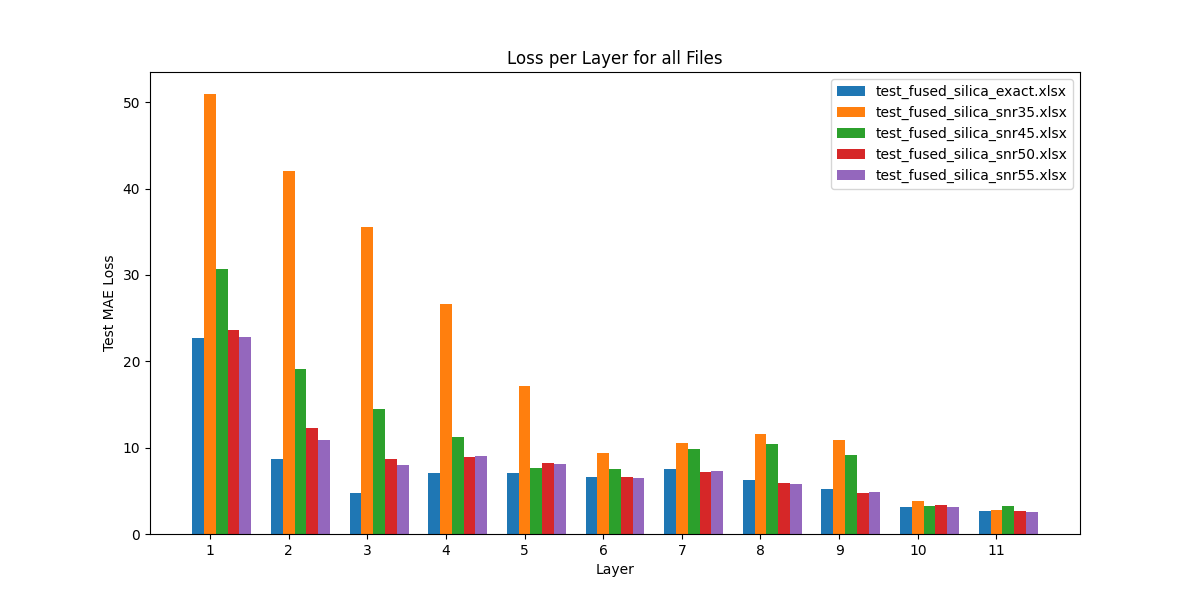 Loss per Layer for all Files
test_fused_silica_exact.xlsx
test_fused_silica_snr35.xlsx
test_fused_silica_snr45.xlsx
test_fused_silica_snr50.xlsx
test_fused_silica_snr55.xlsx
Test MAE Loss
50
40
30
20
10
0
1 2 3 4 5 6 7 8 9 10 11
Layer